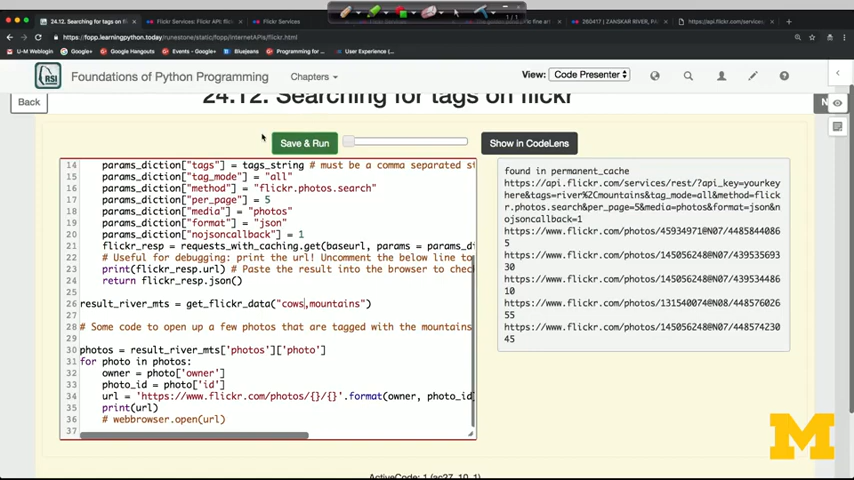 24.12. Searching for tags on f
Flickr Services: Flickr API: flick
Flickr Services
260417 | ZANSKAR RIVER, P
https://api.flickr.com/service
1/1
https://fopp.learningpython.today/runestone/static/fopp/InternetAPIs/flickr.html
U-M Weblogin
Google+
Google Hangouts
Events - Google+
Bluejeans
Programming for ...
User Experience (...
RSI
Foundations of Python Programming
Chapters
View:
Code Presenter
Back
24.12. Searching for tags on flickr
N
Save & Run
Show in CodeLens
14 params_diction["tags"] = tags_string # must be a comma separated st
15 params_diction["tag_mode"] = "all"
16 params_diction["method"] = "flickr.photos.search"
17 params_diction["per_page"] = 5
18 params_diction["media"] = "photos"
19 params_diction["format"] = "json"
20 params_diction["nojsoncallback"] = 1
21 flickr_resp = requests_with_caching.get(baseurl, params = params_di
22 # Useful for debugging: print the url! Uncomment the below line to
23 print(flickr_resp.url) # Paste the result into the browser to chec
24 return flickr_resp.json()
25
26 result_river_mts = get_flickr_data("cows,mountains")
27
28 # Some code to open up a few photos that are tagged with the mountains
29
30 photos = result_river_mts['photos']['photo']
31 for photo in photos:
32 owner = photo['owner']
33 photo_id = photo['id']
34 url = 'https://www.flickr.com/photos/{}/{}'.format(owner, photo_id
35 print(url)
36 # webbrowser.open(url)
37
found in permanent_cache
https://api.flickr.com/services/rest/?api_key=yourkey
here&tags=river%2Cmountains&tag_mode=all&method=flick
r.photos.search&per_page=5&media=photos&format=json&n
ojsoncallback=1
https://www.flickr.com/photos/45934971@N07/4485844086
5
https://www.flickr.com/photos/145056248@N07/439535693
30
https://www.flickr.com/photos/145056248@N07/439534486
10
https://www.flickr.com/photos/131540074@N08/448576026
55
https://www.flickr.com/photos/145056248@N07/448574230
45
M
ActiveCode: 1 (ac27_10_1)